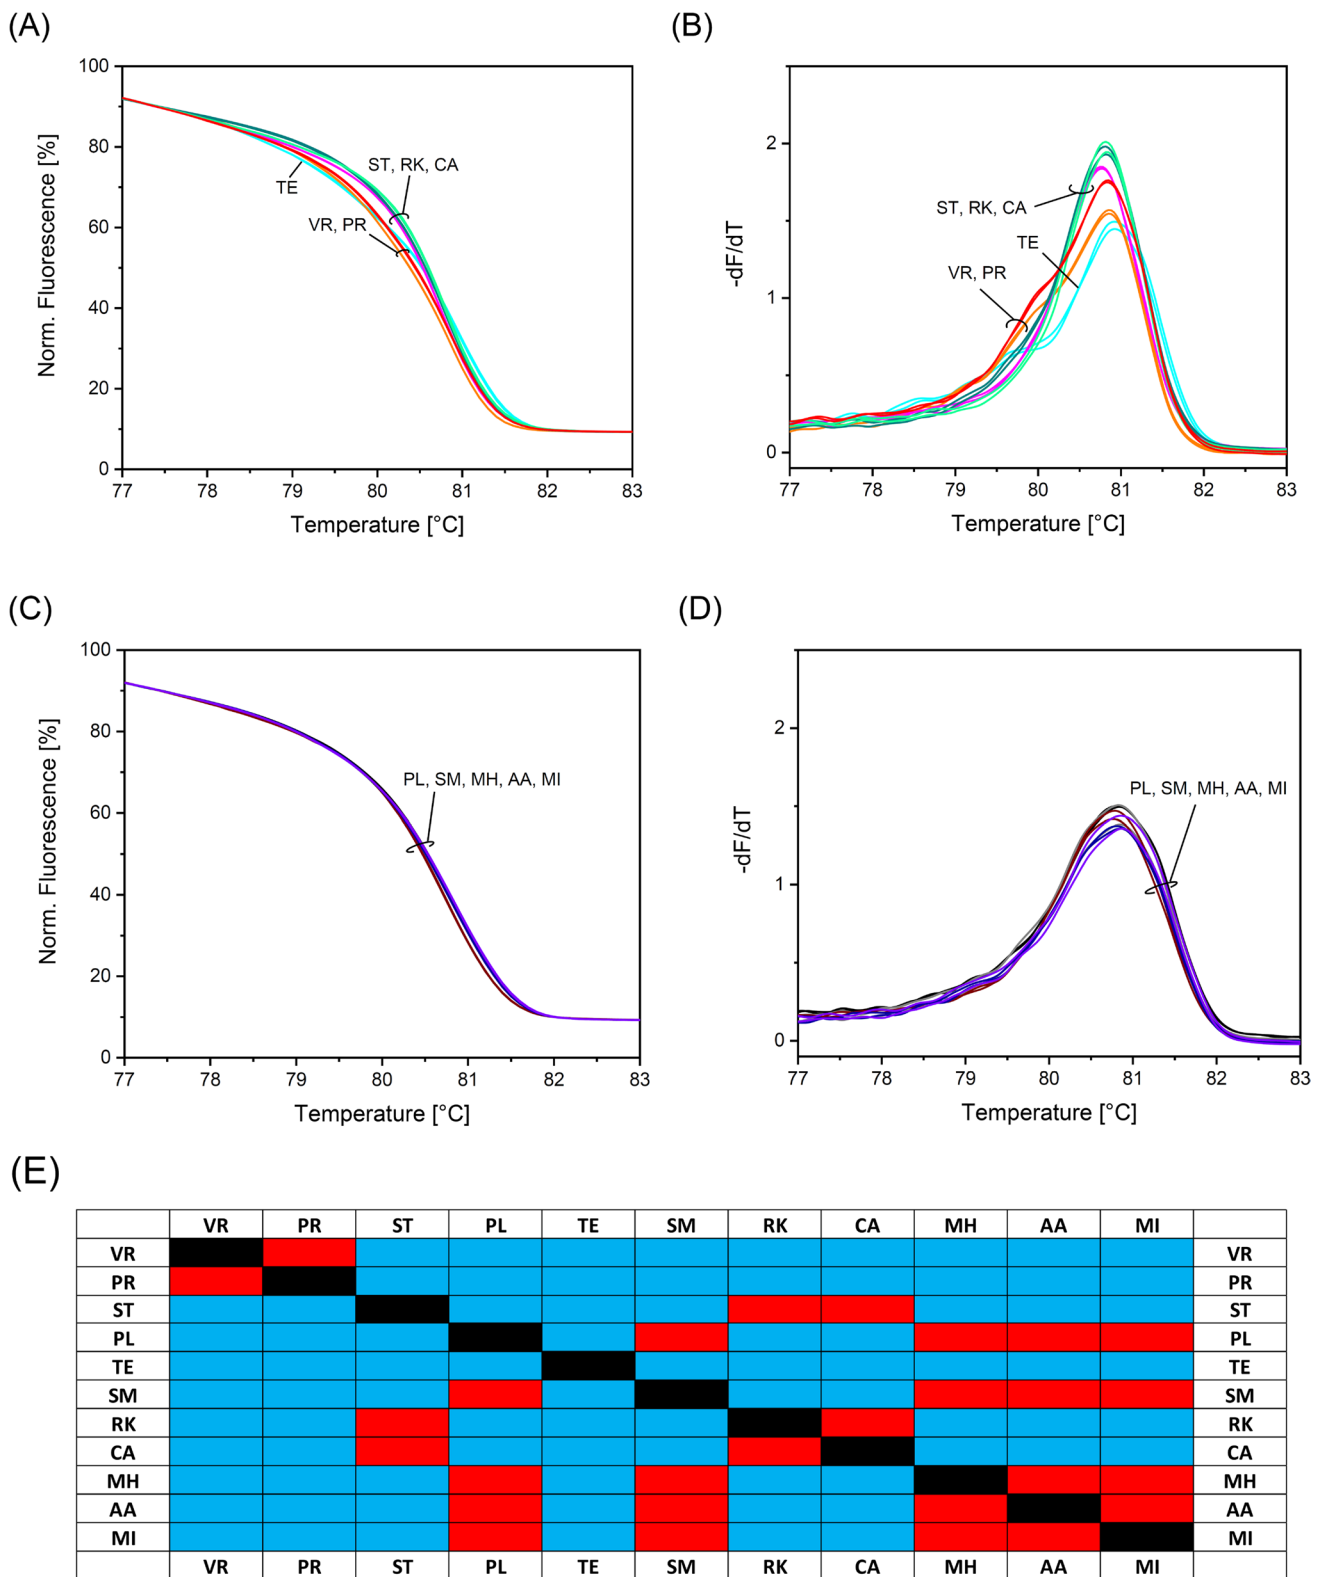 (A)
(B)
100
80
60
40
20
0
Norm. Fluorescence [%]
ST, RK, CA
TE
VR, PR
77 78 79 80 81 82 83
Temperature [°C]
2
1
0
-dF/dT
ST, RK, CA
TE
VR, PR
77 78 79 80 81 82 83
Temperature [°C]
(C)
(D)
100
80
60
40
20
0
Norm. Fluorescence [%]
PL, SM, MH, AA, MI
77 78 79 80 81 82 83
Temperature [°C]
2
1
0
-dF/dT
PL, SM, MH, AA, MI
77 78 79 80 81 82 83
Temperature [°C]
(E)
VR PR ST PL TE SM RK CA MH AA MI
VR VR
PR PR
ST ST
PL PL
TE TE
SM SM
RK RK
CA CA
MH MH
AA AA
MI MI
VR PR ST PL TE SM RK CA MH AA MI